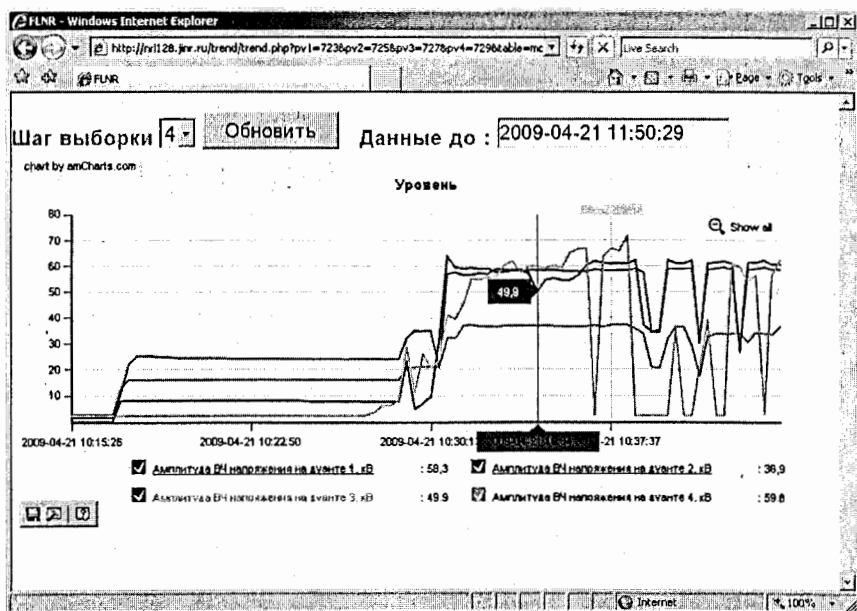 FLNR - Windows Internet Explorer
http://nrl128.jinr.ru/trend/trend.php?pv1=723&pv2=725&pv3=727&pv4=729&table=mc
Live Search
FLNR
Page
Tools
Шаг выборки 4 Обновить Данные до : 2009-04-21 11:50:29
chart by amCharts.com
Уровень
Show all
80
70
60
50
49,9
40
30
20
10
2009-04-21 10:15:26 2009-04-21 10:22:50 2009-04-21 10:30:1 -21 10:37:37
Амплитуда ВЧ напряжения на дуанте 1, кВ : 58,3 Амплитуда ВЧ напряжения на дуанте 2, кВ : 36,9
Амплитуда ВЧ напряжения на дуанте 3, кВ : 49,9 Амплитуда ВЧ напряжения на дуанте 4, кВ : 59,8
Internet
100%